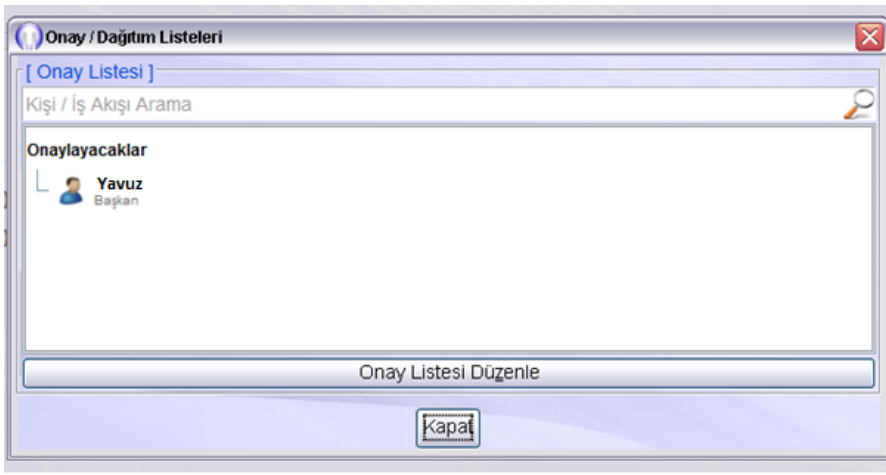 Onay / Dağıtım Listeleri
[ Onay Listesi ]
Kişi / İş Akışı Arama
Onaylayacaklar
Yavuz
Başkan
Onay Listesi Düzenle
Kapat